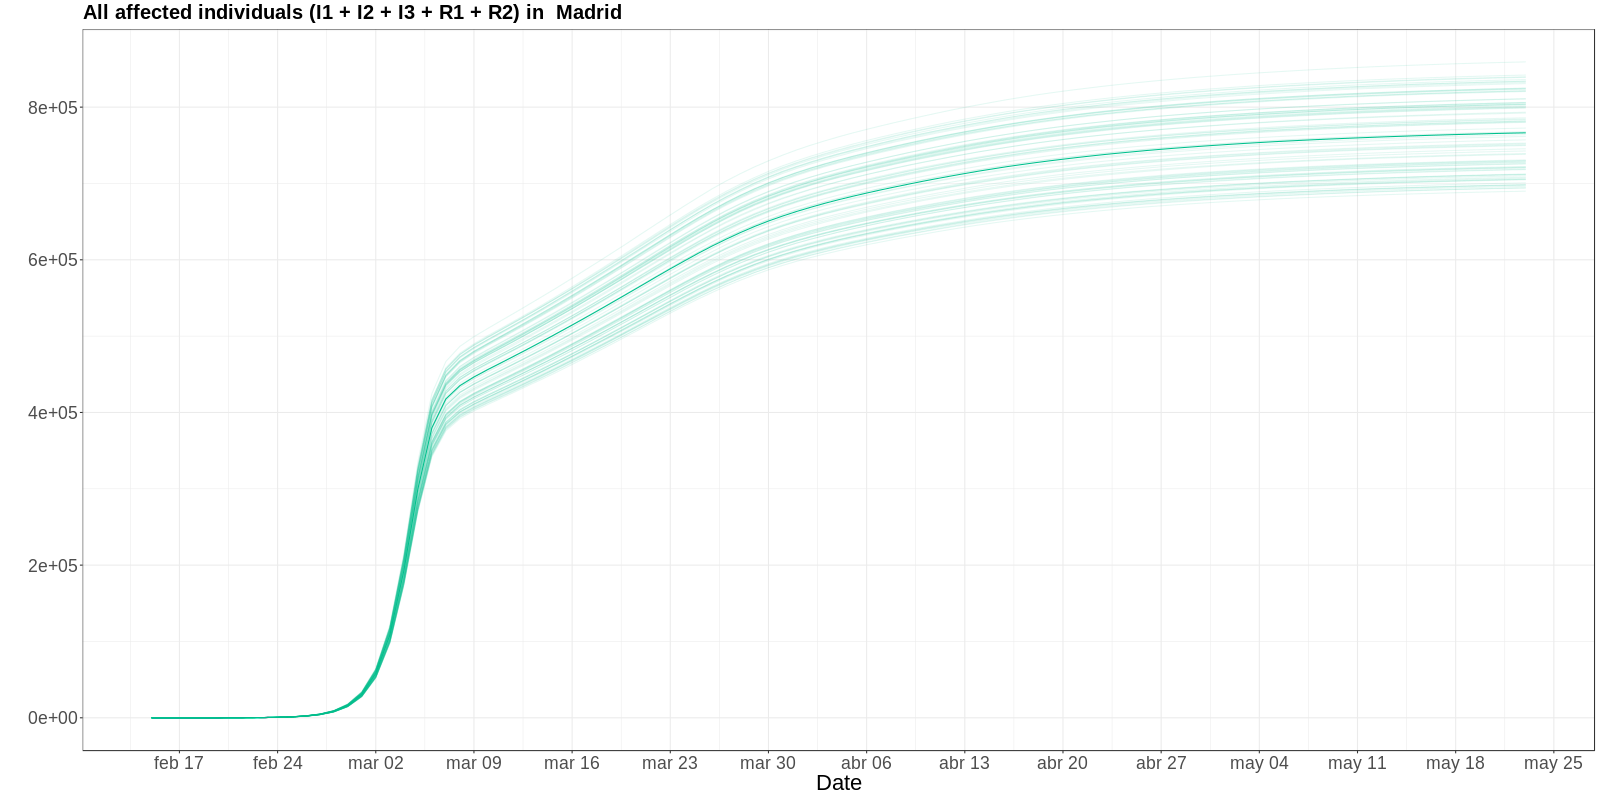 All affected individuals (I1 + I2 + I3 + R1 + R2) in  Madrid
8e+05
6e+05
4e+05
2e+05
0e+00
feb 17 feb 24 mar 02 mar 09 mar 16 mar 23 mar 30 abr 06 abr 13 abr 20 abr 27 may 04 may 11 may 18 may 25
Date